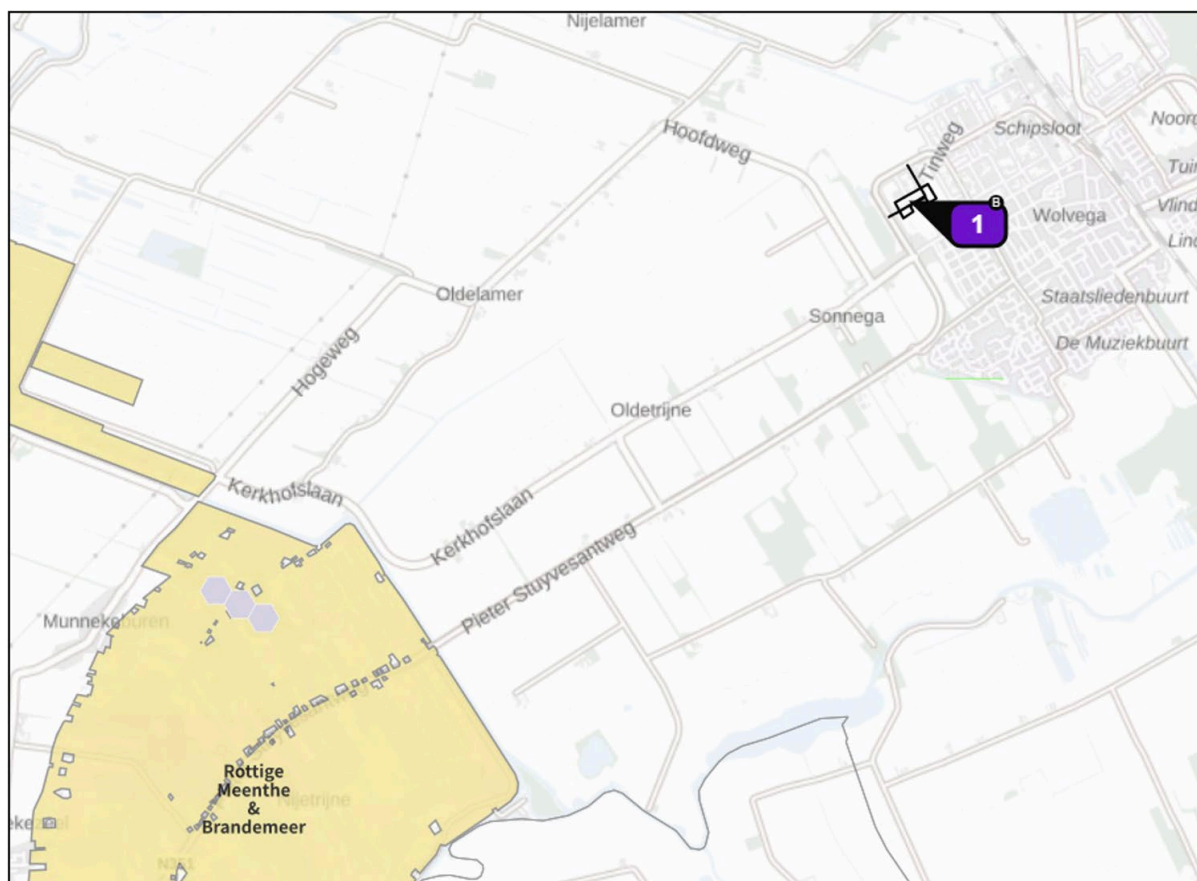 Nijelamer
Hoofdweg
Tinweg
Schipsloot
Wolvega
B
1
Oldelamer
Hogeweg
Sonnega
Staatsliedenbuurt
De Muziekbuurt
Oldetrijne
Kerkhofslaan
Kerkhofslaan
Pieter Stuyvesantweg
Munnekeburen
Rottige
Meenthe
&
Brandemeer
Nijetrijne